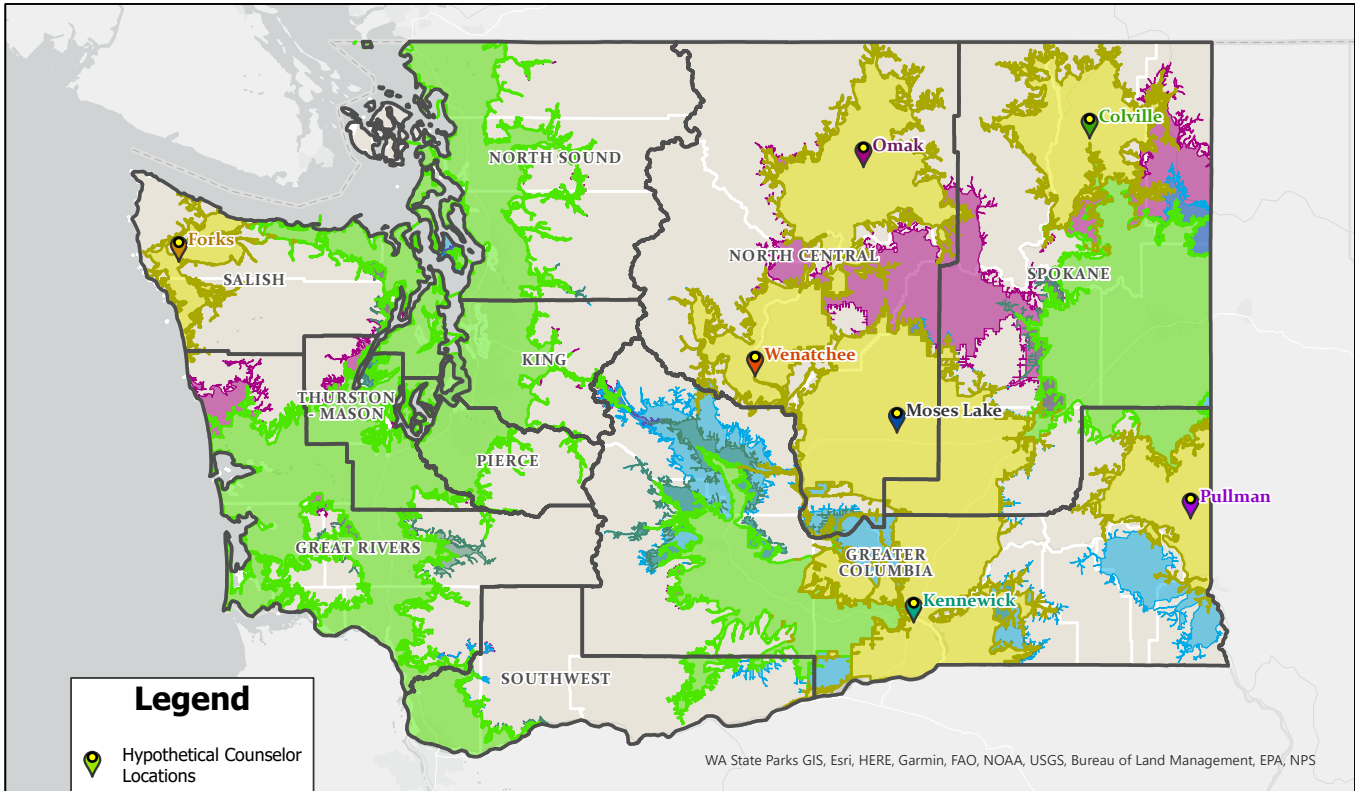 Colville
Omak
NORTH SOUND
Forks
NORTH CENTRAL
SPOKANE
SALISH
Wenatchee
KING
THURSTON
- MASON
Moses Lake
PIERCE
Pullman
GREAT RIVERS
GREATER
COLUMBIA
Kennewick
SOUTHWEST
Legend
Hypothetical Counselor
Locations
WA State Parks GIS, Esri, HERE, Garmin, FAO, NOAA, USGS, Bureau of Land Management, EPA, NPS